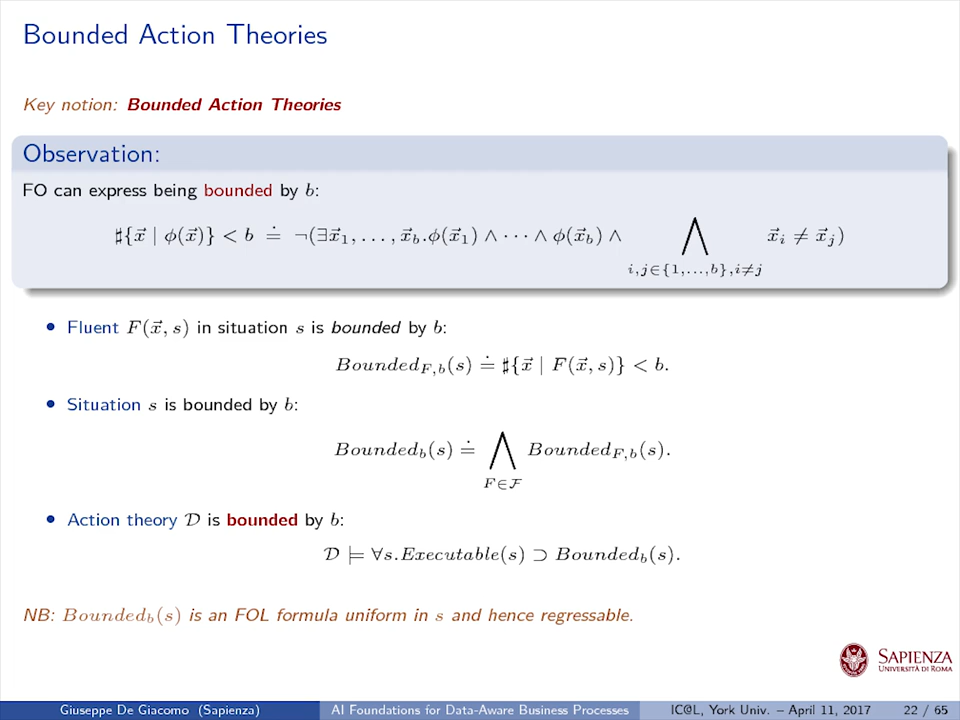 Bounded Action Theories
Key notion: Bounded Action Theories
Observation:
FO can express being bounded by b:
♯{x⃗ | ϕ(x⃗)} < b ≐ ¬(∃x⃗₁, . . . , x⃗_b.ϕ(x⃗₁) ∧ · · · ∧ ϕ(x⃗_b) ∧ ⋀_{i,j∈{1,...,b},i≠j} x⃗_i ≠ x⃗_j)
• Fluent F(x⃗, s) in situation s is bounded by b:
Bounded_{F,b}(s) ≐ ♯{x⃗ | F(x⃗, s)} < b.
• Situation s is bounded by b:
Bounded_b(s) ≐ ⋀_{F∈ℱ} Bounded_{F,b}(s).
• Action theory 𝒟 is bounded by b:
𝒟 ⊨ ∀s.Executable(s) ⊃ Bounded_b(s).
NB: Bounded_b(s) is an FOL formula uniform in s and hence regressable.
SAPIENZA
UNIVERSITÀ DI ROMA
Giuseppe De Giacomo (Sapienza) AI Foundations for Data-Aware Business Processes IC@L, York Univ. – April 11, 2017 22 / 65